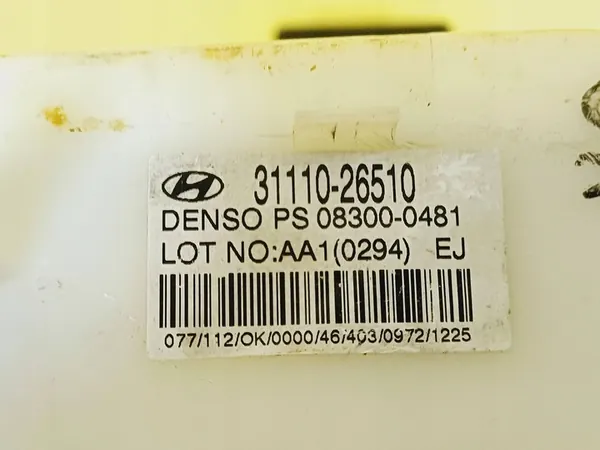 31110-26510
DENSO PS 08300-0481
LOT NO:AA1(0294) EJ
077/112/OK/0000/46/403/0972/1225